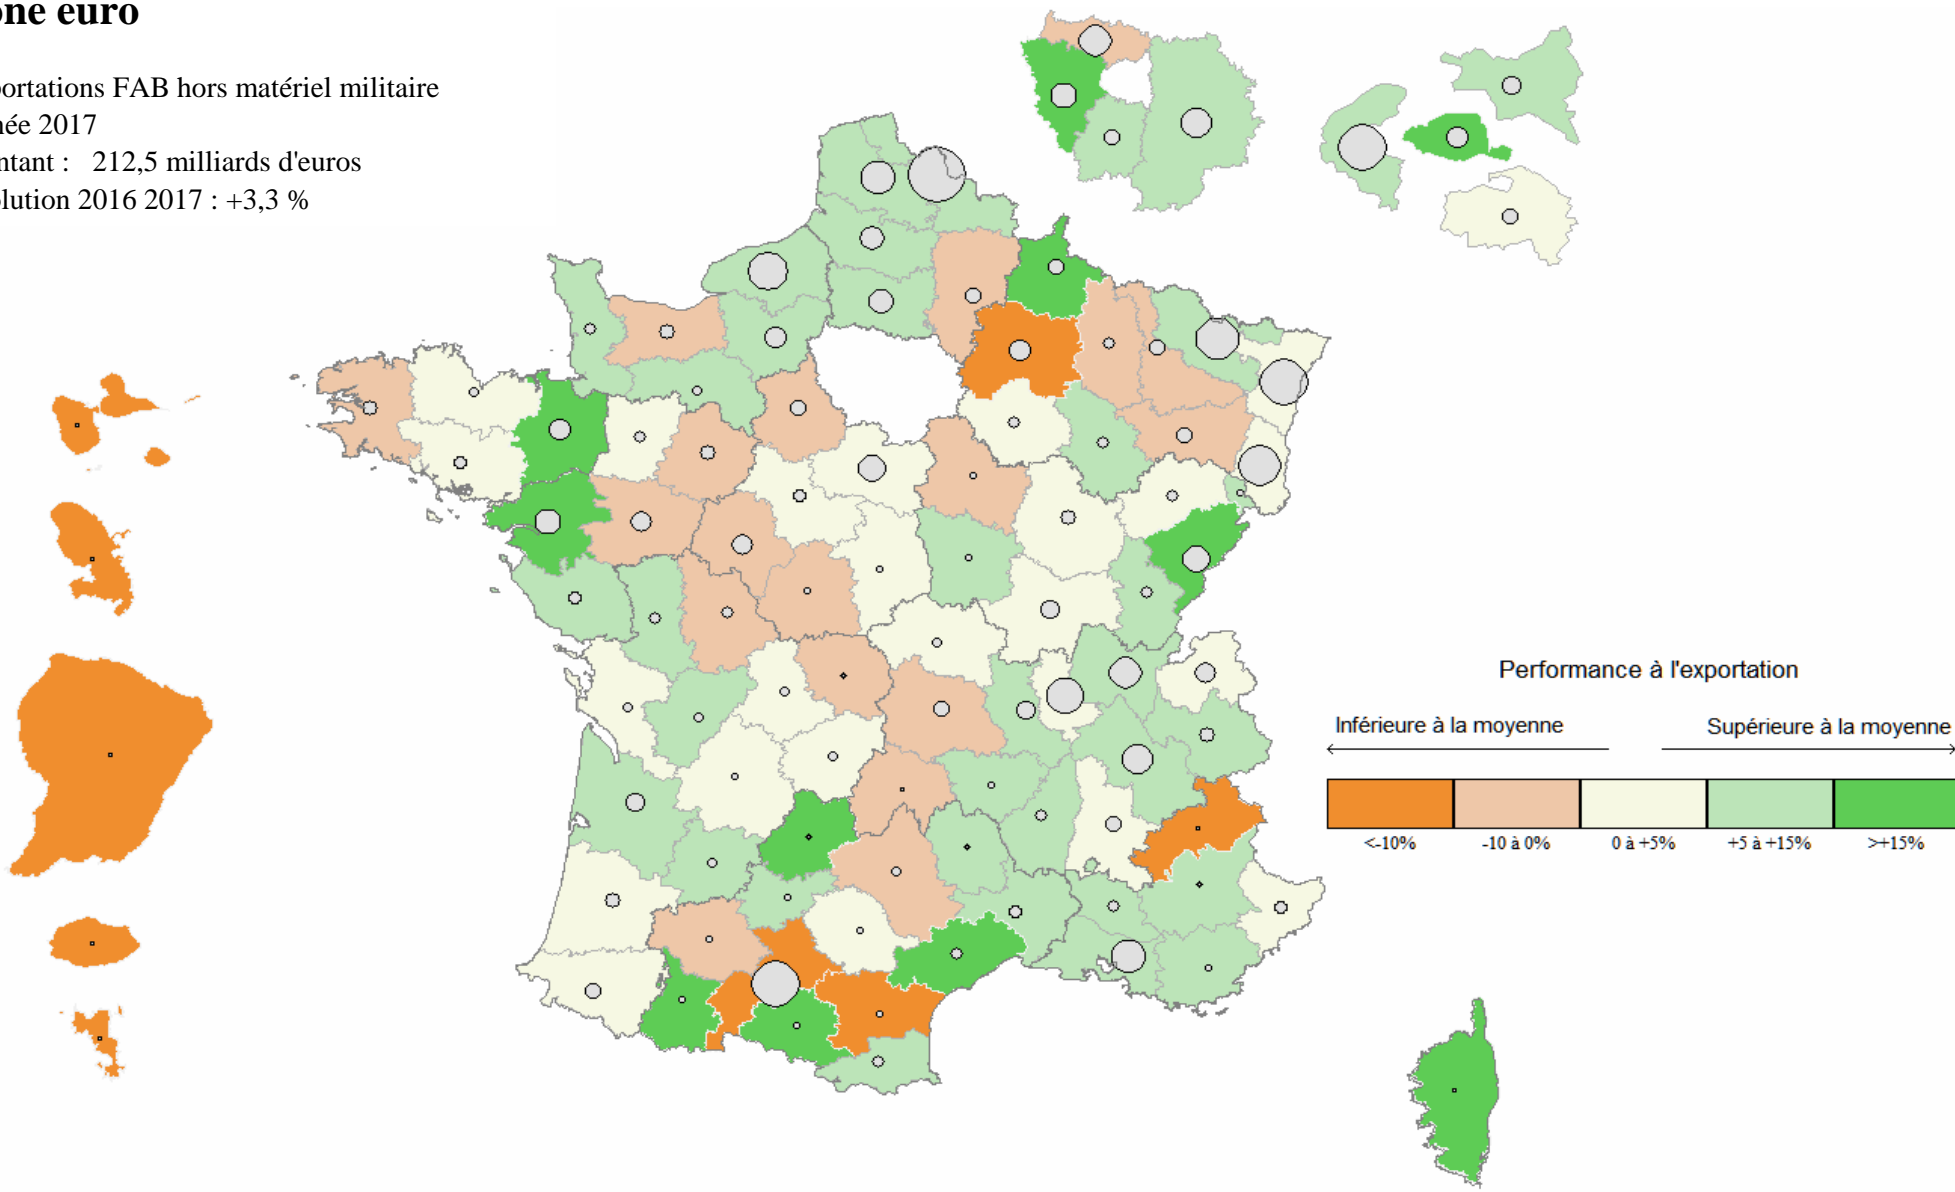 one euro
portations FAB hors matériel militaire
née 2017
ntant : 212,5 milliards d'euros
olution 2016 2017 : +3,3 %
Performance à l'exportation
Inférieure à la moyenne
Supérieure à la moyenne
<-10%
-10 à 0%
0 à +5%
+5 à +15%
>+15%